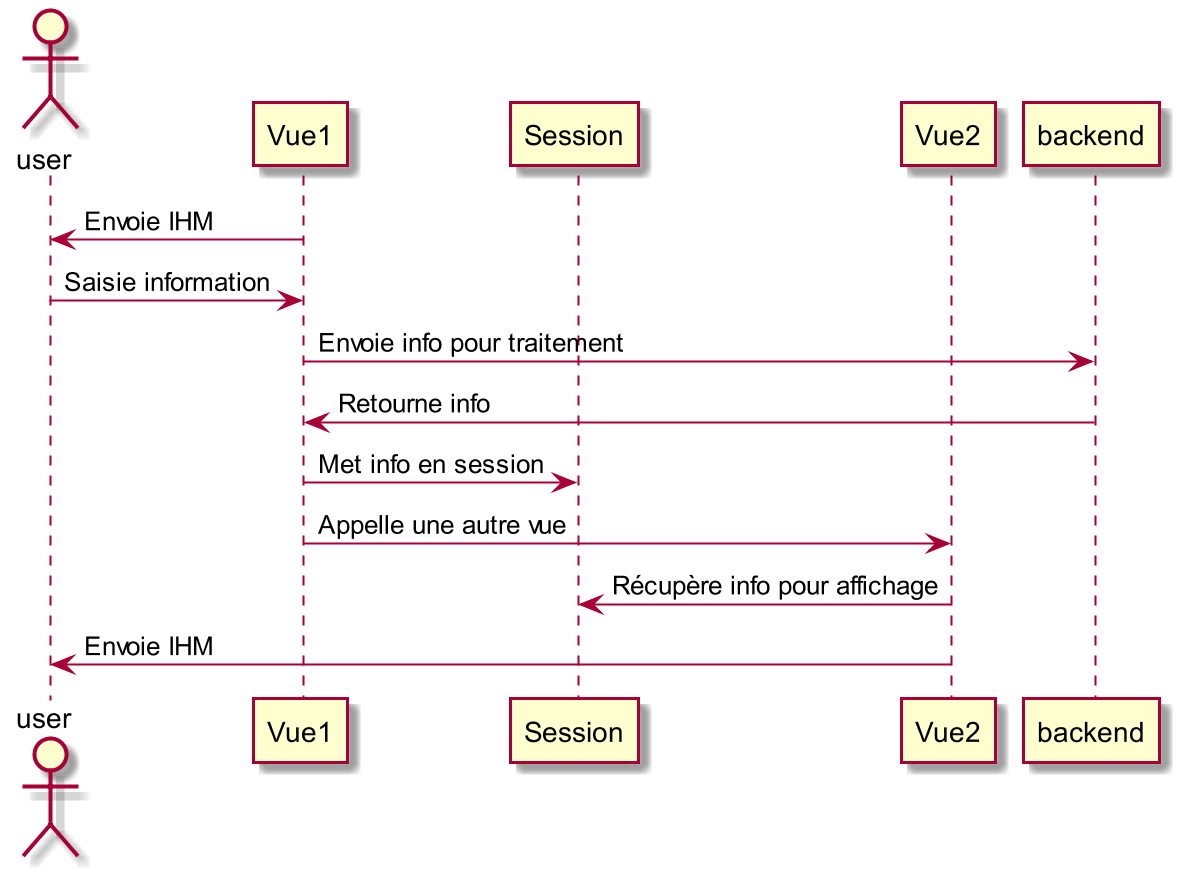 user
Vue1
Session
Vue2
backend
Envoie IHM
Saisie information
Envoie info pour traitement
Retourne info
Met info en session
Appelle une autre vue
Récupère info pour affichage
Envoie IHM
user
Vue1
Session
Vue2
backend